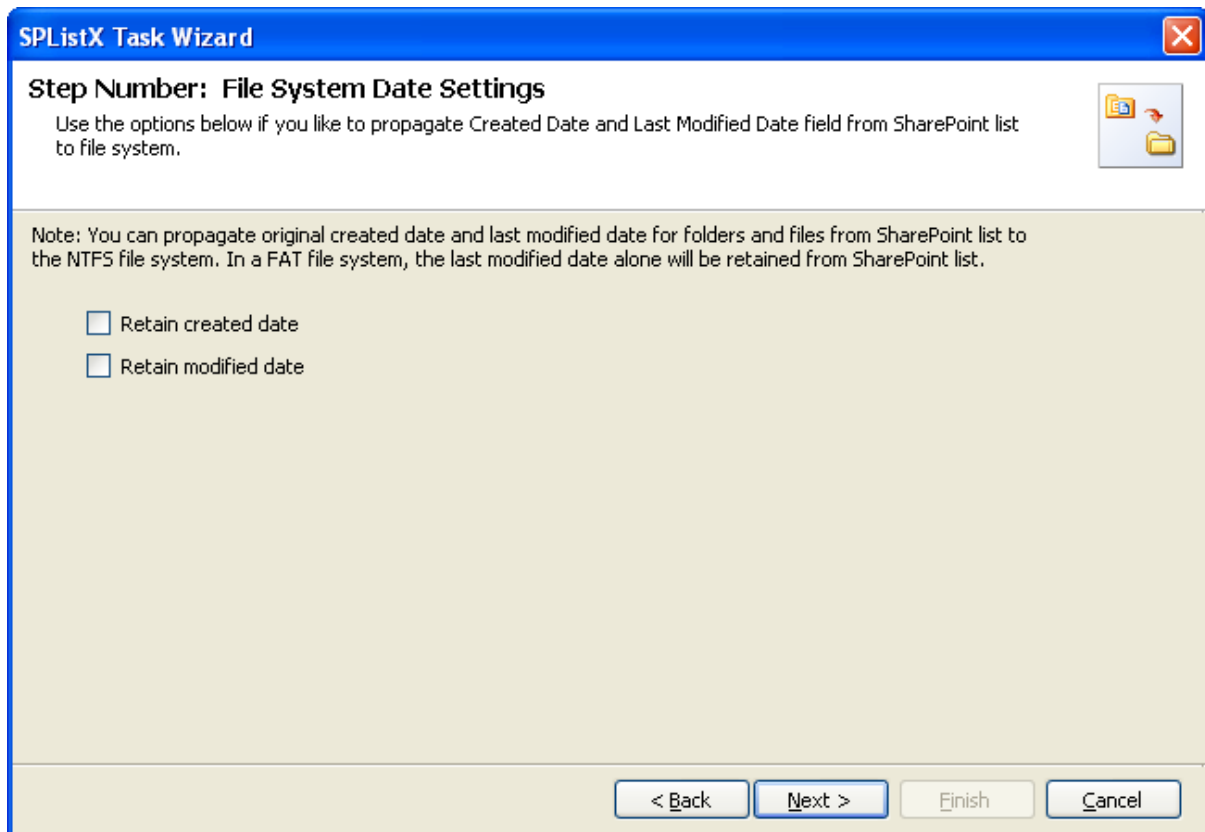 SPListX Task Wizard
Step Number: File System Date Settings
Use the options below if you like to propagate Created Date and Last Modified Date field from SharePoint list
to file system.
Note: You can propagate original created date and last modified date for folders and files from SharePoint list to
the NTFS file system. In a FAT file system, the last modified date alone will be retained from SharePoint list.
Retain created date
Retain modified date
< Back
Next >
Finish
Cancel